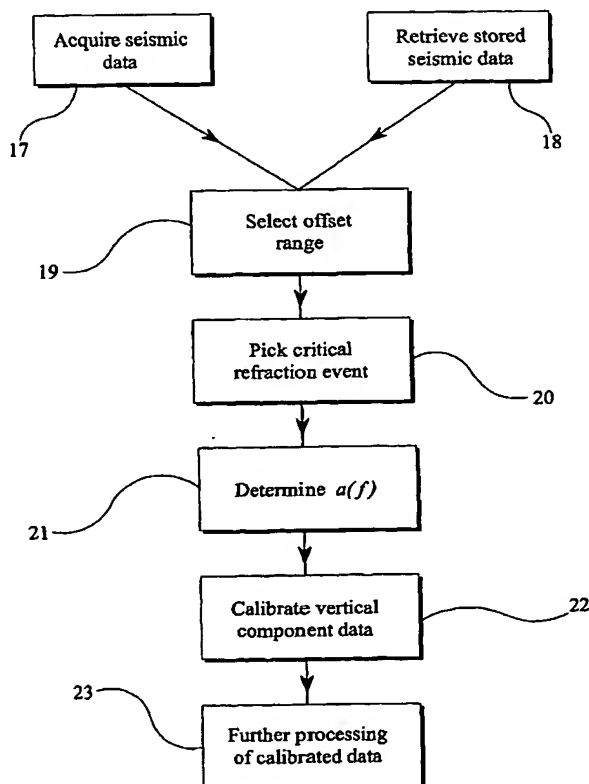 Acquire seismic
data
Retrieve stored
seismic data
17
18
Select offset
range
19
Pick critical
refraction event
20
Determine a(f)
21
Calibrate vertical
component data
22
23
Further processing
of calibrated data